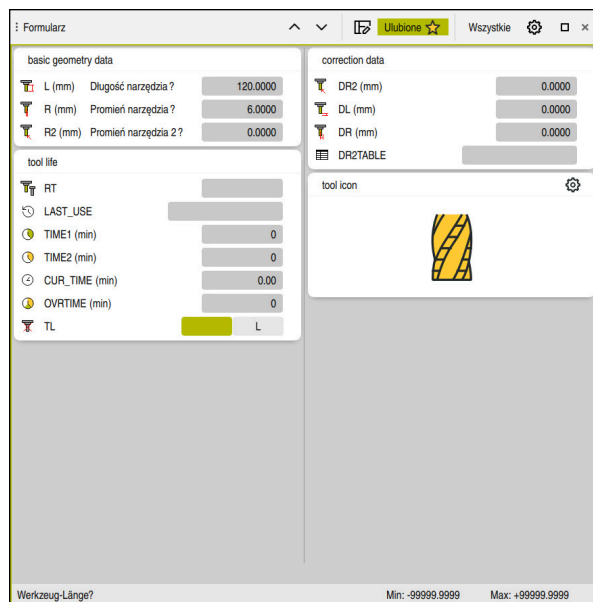 Formularz
Ulubione
Wszystkie
basic geometry data
L (mm) Długość narzędzia? 120.0000
R (mm) Promień narzędzia? 6.0000
R2 (mm) Promień narzędzia 2? 0.0000
tool life
RT
LAST_USE
TIME1 (min) 0
TIME2 (min) 0
CUR_TIME (min) 0.00
OVRTIME (min) 0
TL L
correction data
DR2 (mm) 0.0000
DL (mm) 0.0000
DR (mm) 0.0000
DR2TABLE
tool icon
Werkzeug-Länge? Min: -99999.9999 Max: +99999.9999